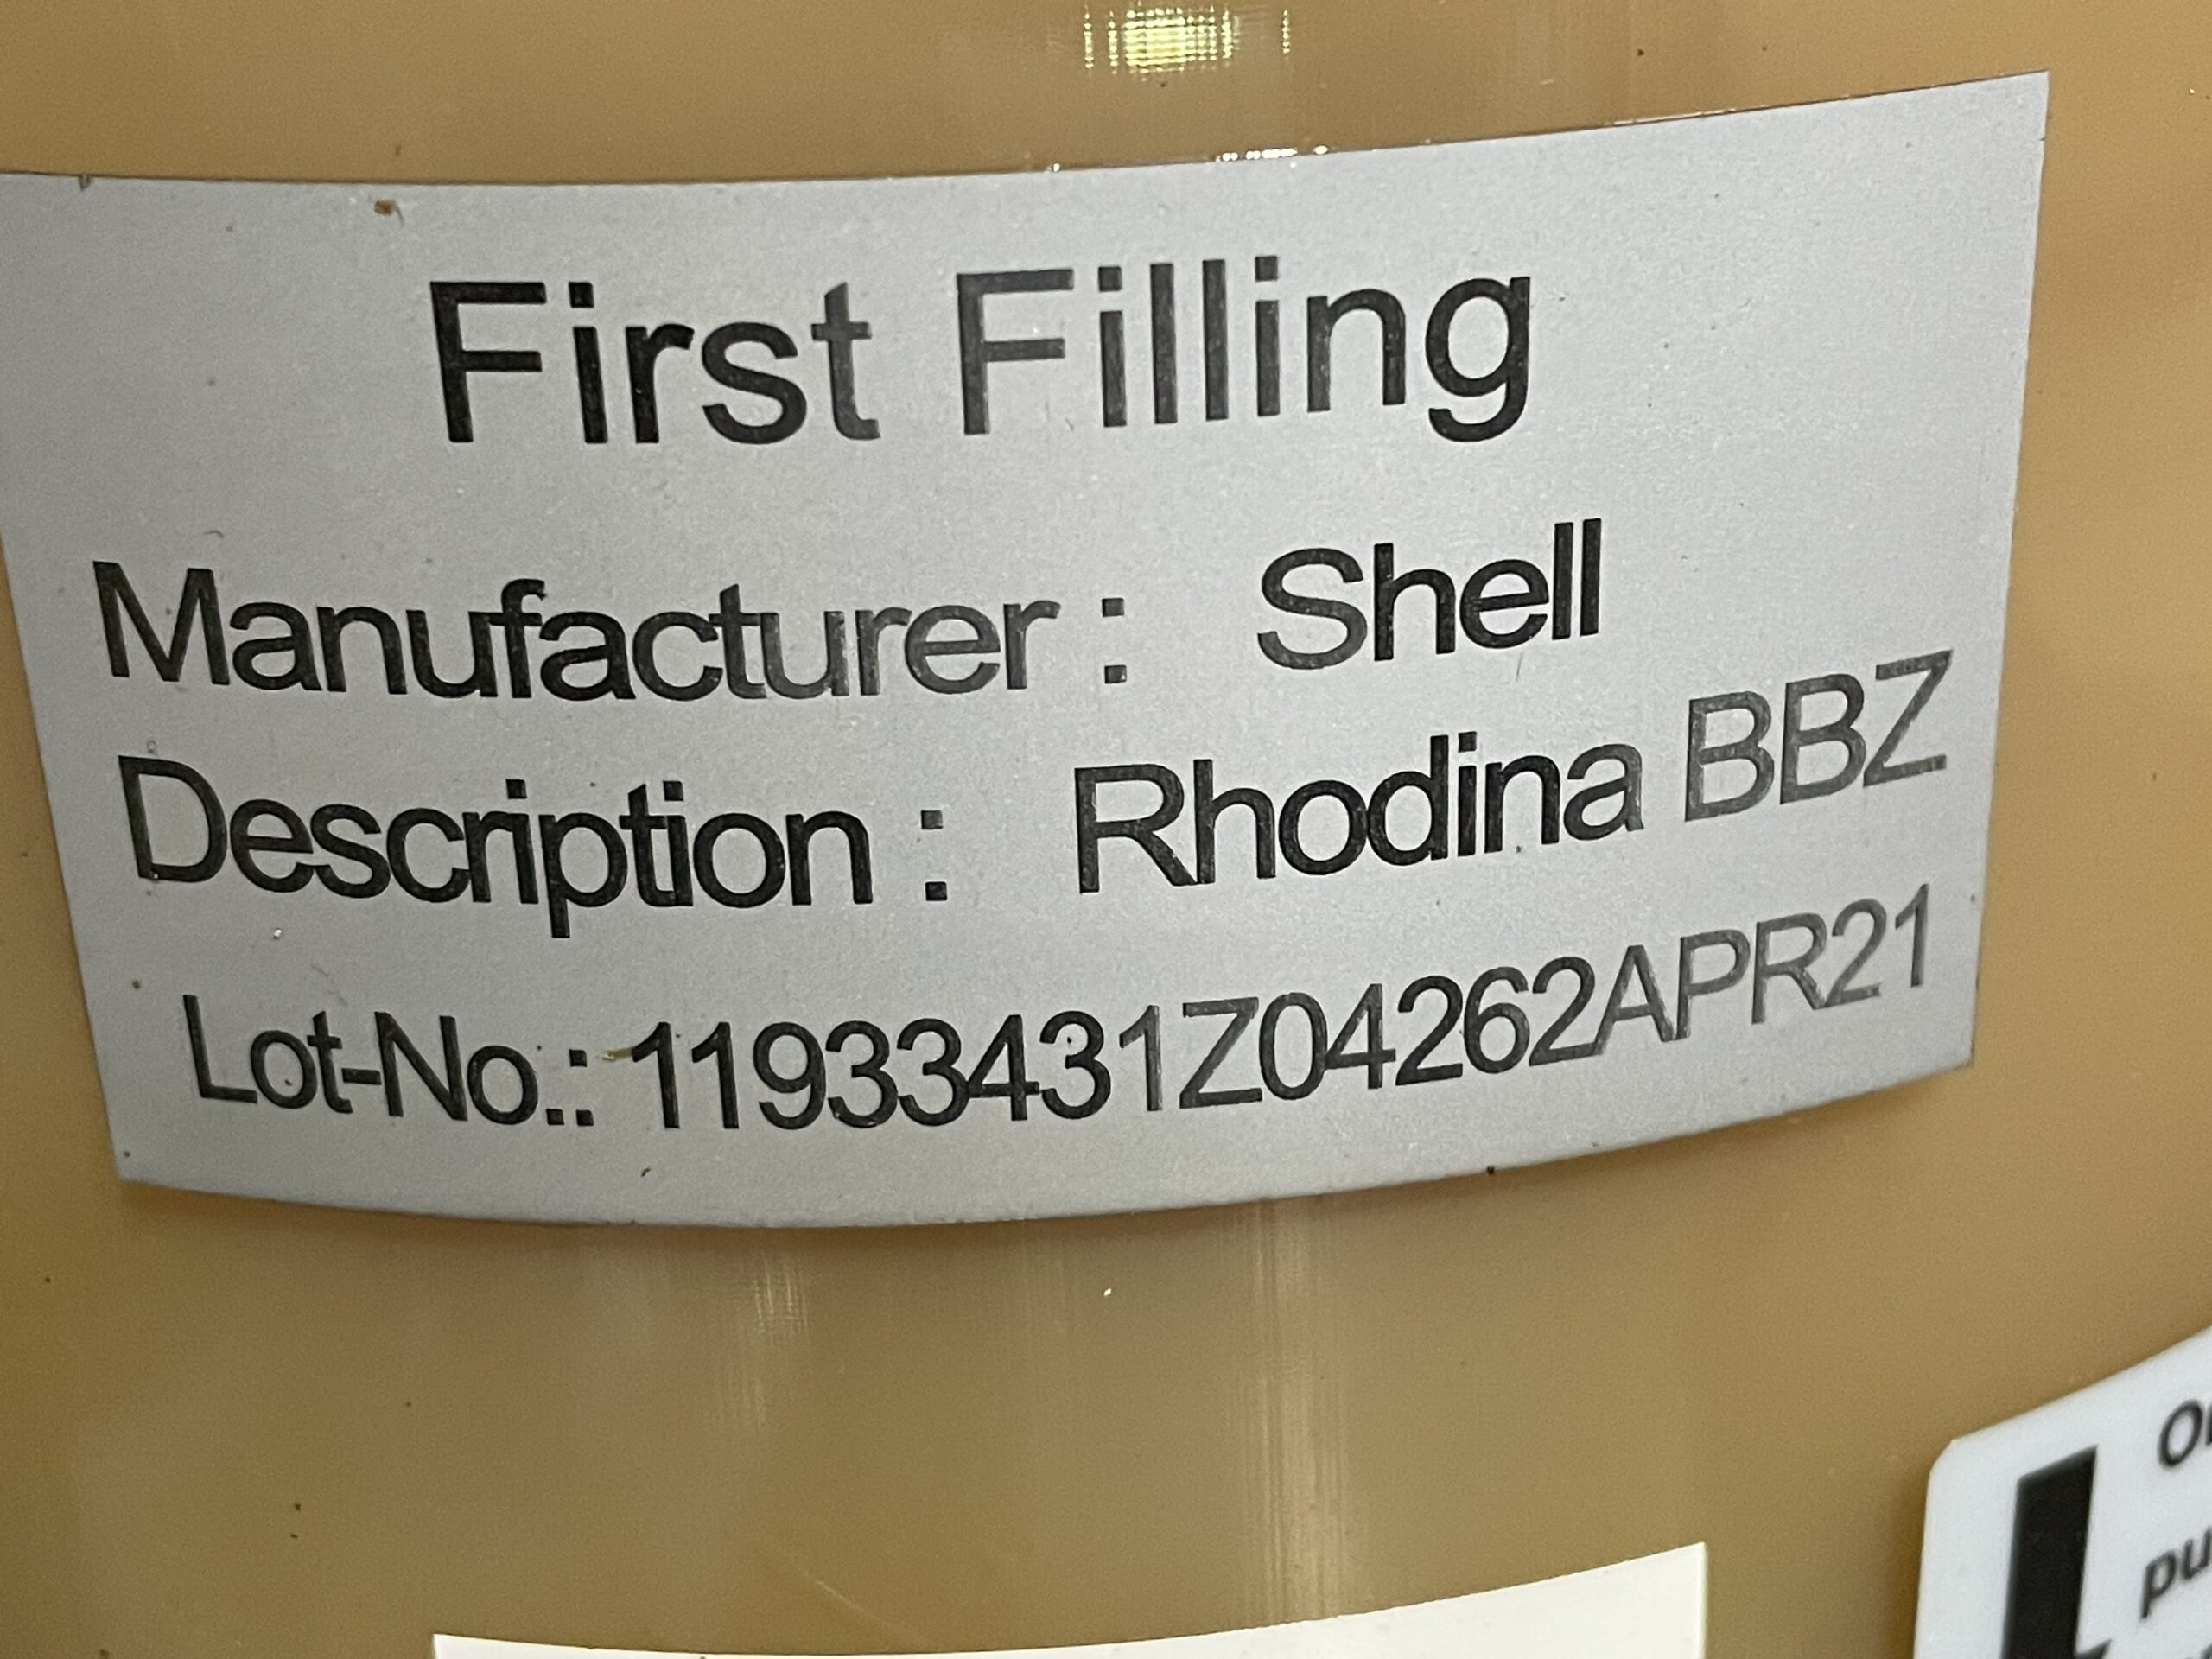 First Filling
Manufacturer : Shell
Description : Rhodina BBZ
Lot-No.: 11933431Z04262APR21